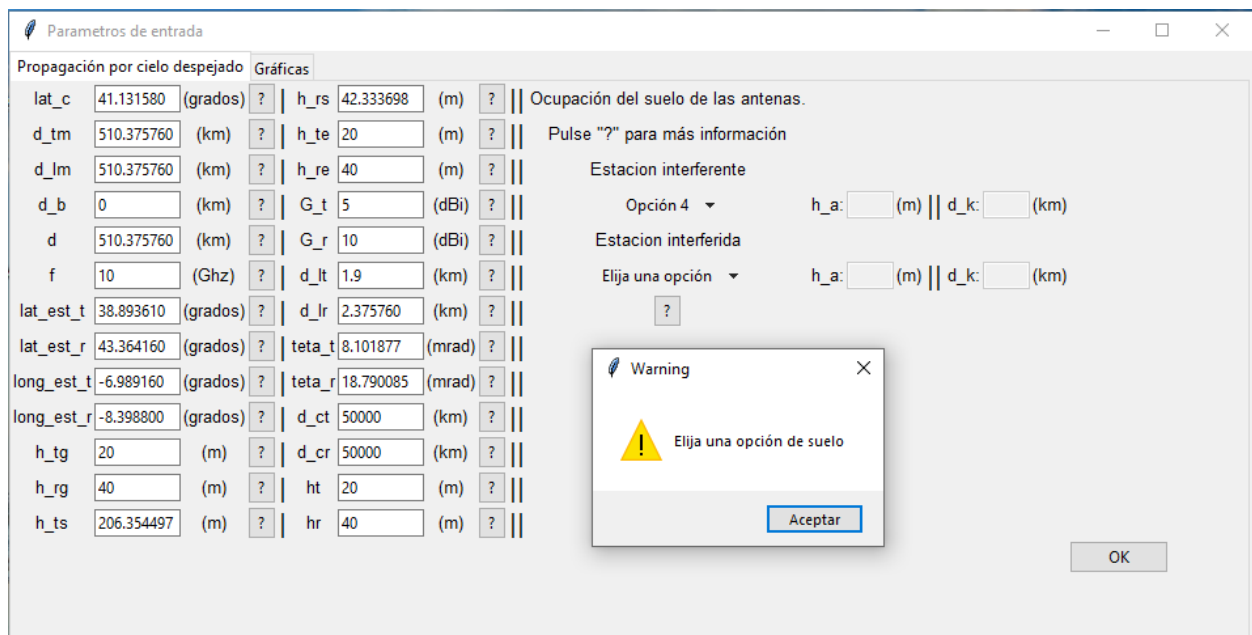 Parametros de entrada
Propagación por cielo despejado Gráficas
lat_c 41.131580 (grados) ? | h_rs 42.333698 (m) ? || Ocupación del suelo de las antenas.
d_tm 510.375760 (km) ? | h_te 20 (m) ? || Pulse "?" para más información
d_lm 510.375760 (km) ? | h_re 40 (m) ? || Estacion interferente
d_b 0 (km) ? | G_t 5 (dBi) ? || Opción 4 h_a: (m) || d_k: (km)
d 510.375760 (km) ? | G_r 10 (dBi) ? || Estacion interferida
f 10 (Ghz) ? | d_lt 1.9 (km) ? || Elija una opción h_a: (m) || d_k: (km)
lat_est_t 38.893610 (grados) ? | d_lr 2.375760 (km) ? || ?
lat_est_r 43.364160 (grados) ? | teta_t 8.101877 (mrad) ? ||
long_est_t -6.989160 (grados) ? | teta_r 18.790085 (mrad) ? ||
long_est_r -8.398800 (grados) ? | d_ct 50000 (km) ? ||
h_tg 20 (m) ? | d_cr 50000 (km) ? ||
h_rg 40 (m) ? | ht 20 (m) ? ||
h_ts 206.354497 (m) ? | hr 40 (m) ? ||
Warning
Elija una opción de suelo
Aceptar
OK